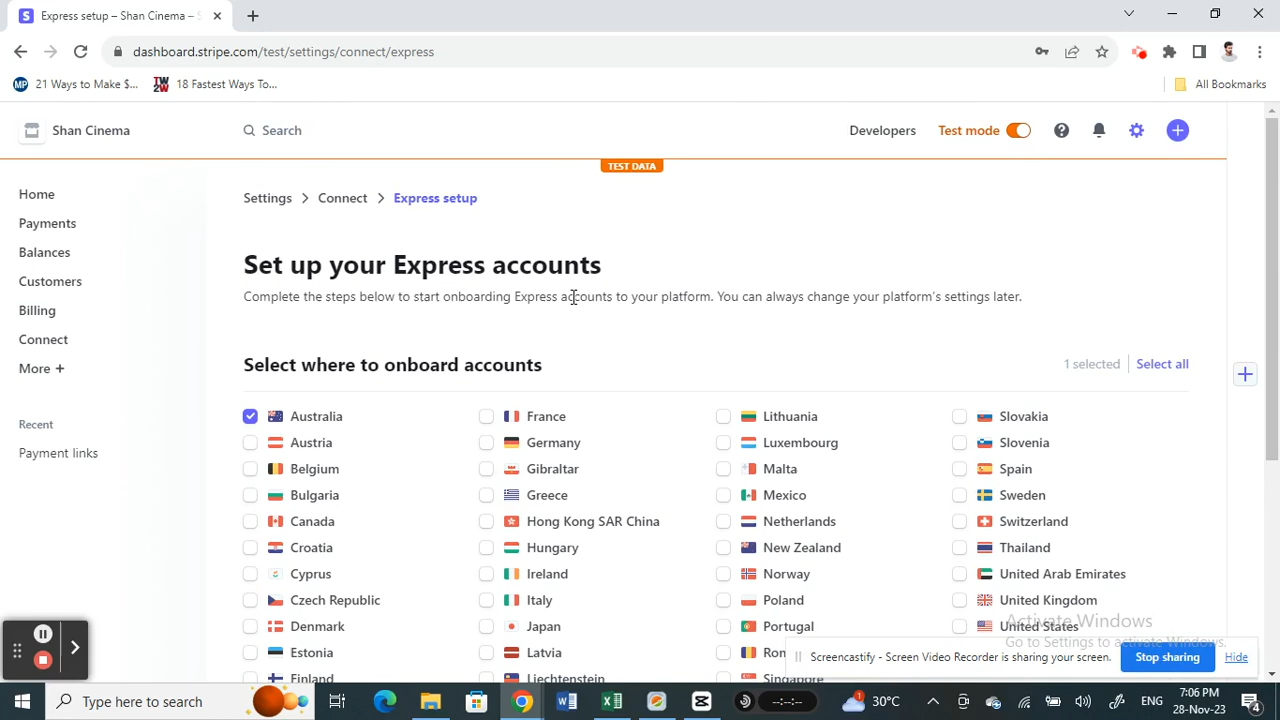 Express setup – Shan Cinema –
dashboard.stripe.com/test/settings/connect/express
MP 21 Ways to Make $...
TW 2W 18 Fastest Ways To...
All Bookmarks
Shan Cinema
Search
Developers
Test mode
TEST DATA
Home
Payments
Balances
Customers
Billing
Connect
More +
Recent
Payment links
Settings > Connect > Express setup
Set up your Express accounts
Complete the steps below to start onboarding Express accounts to your platform. You can always change your platform's settings later.
Select where to onboard accounts
1 selected
Select all
Australia
Austria
Belgium
Bulgaria
Canada
Croatia
Cyprus
Czech Republic
Denmark
Estonia
Finland
France
Germany
Gibraltar
Greece
Hong Kong SAR China
Hungary
Ireland
Italy
Japan
Latvia
Liechtenstein
Lithuania
Luxembourg
Malta
Mexico
Netherlands
New Zealand
Norway
Poland
Portugal
Singapore
Slovakia
Slovenia
Spain
Sweden
Switzerland
Thailand
United Arab Emirates
United Kingdom
United States
Activate Windows
Go to Settings to activate Windows.
Screencastify - Screen Video Recorder is sharing your screen.
Stop sharing
Hide
Type here to search
--:--:--
1
30°C
ENG
7:06 PM
28-Nov-23
4